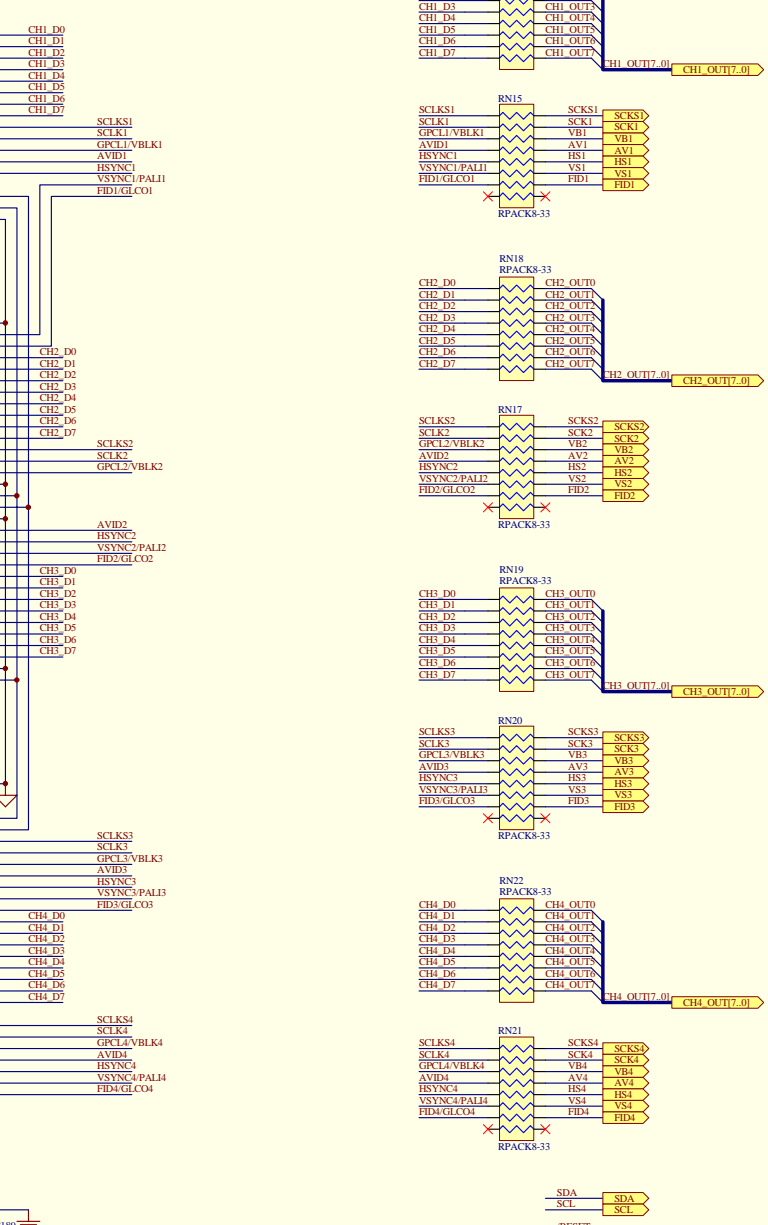 CH1_D0
CH1_D1
CH1_D2
CH1_D3
CH1_D4
CH1_D5
CH1_D6
CH1_D7
SCLKS1
SCLK1
GPCL1/VBLK1
AVID1
HSYNC1
VSYNC1/PALI1
FID1/GLCO1
CH2_D0
CH2_D1
CH2_D2
CH2_D3
CH2_D4
CH2_D5
CH2_D6
CH2_D7
SCLKS2
SCLK2
GPCL2/VBLK2
AVID2
HSYNC2
VSYNC2/PALI2
FID2/GLCO2
CH3_D0
CH3_D1
CH3_D2
CH3_D3
CH3_D4
CH3_D5
CH3_D6
CH3_D7
SCLKS3
SCLK3
GPCL3/VBLK3
AVID3
HSYNC3
VSYNC3/PALI3
FID3/GLCO3
CH4_D0
CH4_D1
CH4_D2
CH4_D3
CH4_D4
CH4_D5
CH4_D6
CH4_D7
SCLKS4
SCLK4
GPCL4/VBLK4
AVID4
HSYNC4
VSYNC4/PALI4
FID4/GLCO4
CH1_D3 CH1_OUT3
CH1_D4 CH1_OUT4
CH1_D5 CH1_OUT5
CH1_D6 CH1_OUT6
CH1_D7 CH1_OUT7
CH1_OUT[7..0] CH1_OUT[7..0]
RN15
SCLKS1 SCKS1 SCKS1
SCLK1 SCK1 SCK1
GPCL1/VBLK1 VB1 VB1
AVID1 AV1 AV1
HSYNC1 HS1 HS1
VSYNC1/PALI1 VS1 VS1
FID1/GLCO1 FID1 FID1
RPACK8-33
RN18
RPACK8-33
CH2_D0 CH2_OUT0
CH2_D1 CH2_OUT1
CH2_D2 CH2_OUT2
CH2_D3 CH2_OUT3
CH2_D4 CH2_OUT4
CH2_D5 CH2_OUT5
CH2_D6 CH2_OUT6
CH2_D7 CH2_OUT7
CH2_OUT[7..0] CH2_OUT[7..0]
RN17
SCLKS2 SCKS2 SCKS2
SCLK2 SCK2 SCK2
GPCL2/VBLK2 VB2 VB2
AVID2 AV2 AV2
HSYNC2 HS2 HS2
VSYNC2/PALI2 VS2 VS2
FID2/GLCO2 FID2 FID2
RPACK8-33
RN19
RPACK8-33
CH3_D0 CH3_OUT0
CH3_D1 CH3_OUT1
CH3_D2 CH3_OUT2
CH3_D3 CH3_OUT3
CH3_D4 CH3_OUT4
CH3_D5 CH3_OUT5
CH3_D6 CH3_OUT6
CH3_D7 CH3_OUT7
CH3_OUT[7..0] CH3_OUT[7..0]
RN20
SCLKS3 SCKS3 SCKS3
SCLK3 SCK3 SCK3
GPCL3/VBLK3 VB3 VB3
AVID3 AV3 AV3
HSYNC3 HS3 HS3
VSYNC3/PALI3 VS3 VS3
FID3/GLCO3 FID3 FID3
RPACK8-33
RN22
RPACK8-33
CH4_D0 CH4_OUT0
CH4_D1 CH4_OUT1
CH4_D2 CH4_OUT2
CH4_D3 CH4_OUT3
CH4_D4 CH4_OUT4
CH4_D5 CH4_OUT5
CH4_D6 CH4_OUT6
CH4_D7 CH4_OUT7
CH4_OUT[7..0] CH4_OUT[7..0]
RN21
SCLKS4 SCKS4 SCKS4
SCLK4 SCK4 SCK4
GPCL4/VBLK4 VB4 VB4
AVID4 AV4 AV4
HSYNC4 HS4 HS4
VSYNC4/PALI4 VS4 VS4
FID4/GLCO4 FID4 FID4
RPACK8-33
SDA SDA
SCL SCL